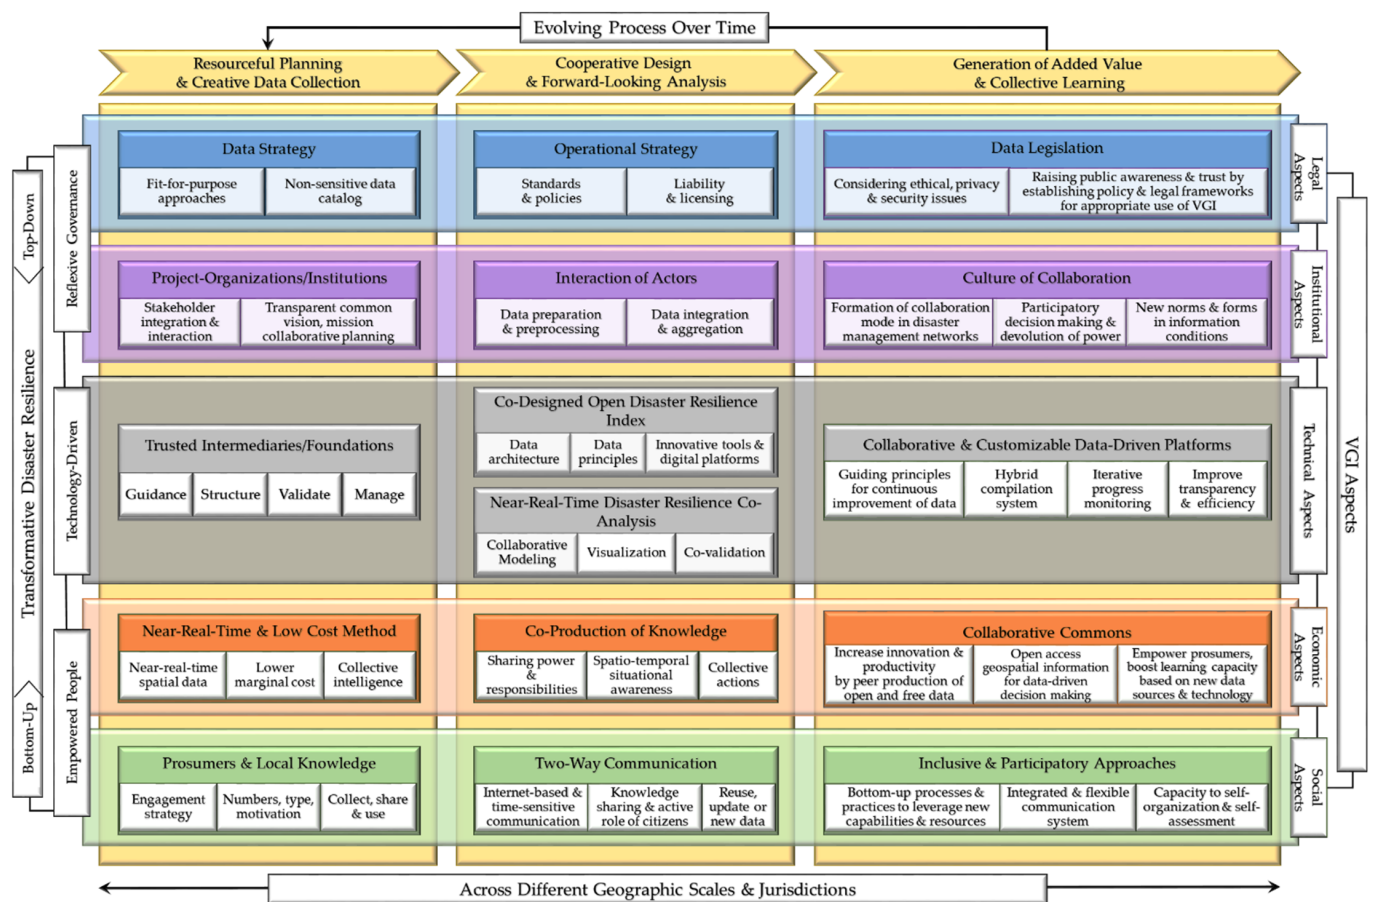 Evolving Process Over Time
Resourceful Planning
& Creative Data Collection
Cooperative Design
& Forward-Looking Analysis
Generation of Added Value
& Collective Learning
Data Strategy
Fit-for-purpose
approaches
Non-sensitive data
catalog
Operational Strategy
Standards
& policies
Liability
& licensing
Data Legislation
Considering ethical, privacy
& security issues
Raising public awareness & trust by
establishing policy & legal frameworks
for appropriate use of VGI
Legal
Aspects
Project-Organizations/Institutions
Stakeholder
integration &
interaction
Transparent common
vision, mission
collaborative planning
Interaction of Actors
Data preparation
& preprocessing
Data integration
& aggregation
Culture of Collaboration
Formation of collaboration
mode in disaster
management networks
Participatory
decision making &
devolution of power
New norms & forms
in information
conditions
Institutional
Aspects
Trusted Intermediaries/Foundations
Guidance
Structure
Validate
Manage
Co-Designed Open Disaster Resilience
Index
Data
architecture
Data
principles
Innovative tools &
digital platforms
Near-Real-Time Disaster Resilience Co-
Analysis
Collaborative
Modeling
Visualization
Co-validation
Collaborative & Customizable Data-Driven Platforms
Guiding principles
for continuous
improvement of data
Hybrid
compilation
system
Iterative
progress
monitoring
Improve
transparency
& efficiency
Technical Aspects
Near-Real-Time & Low Cost Method
Near-real-time
spatial data
Lower
marginal cost
Collective
intelligence
Co-Production of Knowledge
Sharing power
&
responsibilities
Spatio-temporal
situational
awareness
Collective
actions
Collaborative Commons
Increase innovation &
productivity
by peer production of
open and free data
Open access
geospatial information
for data-driven
decision making
Empower prosumers,
boost learning capacity
based on new data
sources & technology
Economic
Aspects
Prosumers & Local Knowledge
Engagement
strategy
Numbers, type,
motivation
Collect, share
& use
Two-Way Communication
Internet-based &
time-sensitive
communication
Knowledge
sharing & active
role of citizens
Reuse,
update or
new data
Inclusive & Participatory Approaches
Bottom-up processes &
practices to leverage new
capabilities & resources
Integrated & flexible
communication
system
Capacity to self-
organization & self-
assessment
Social
Aspects
Top-Down
Transformative Disaster Resilience
Bottom-Up
Reflexive Governance
Technology-Driven
Empowered People
VGI Aspects
Across Different Geographic Scales & Jurisdictions